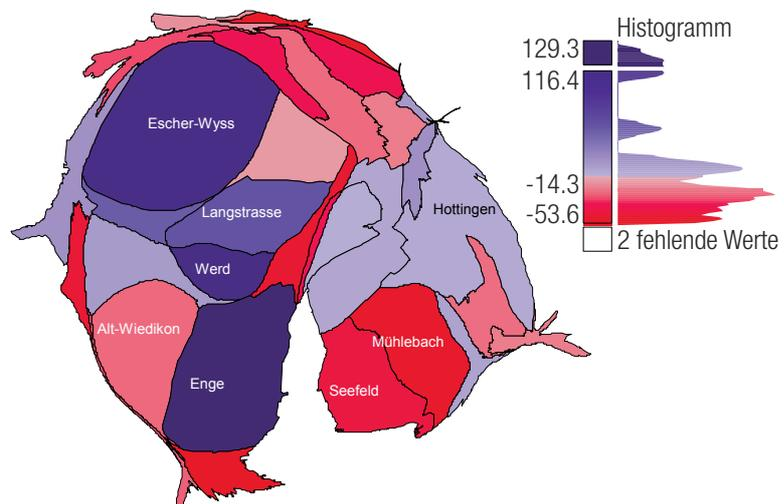 Histogramm
129.3
116.4
-14.3
-53.6
2 fehlende Werte
Escher-Wyss
Langstrasse
Hottingen
Werd
Alt-Wiedikon
Mühlebach
Enge
Seefeld